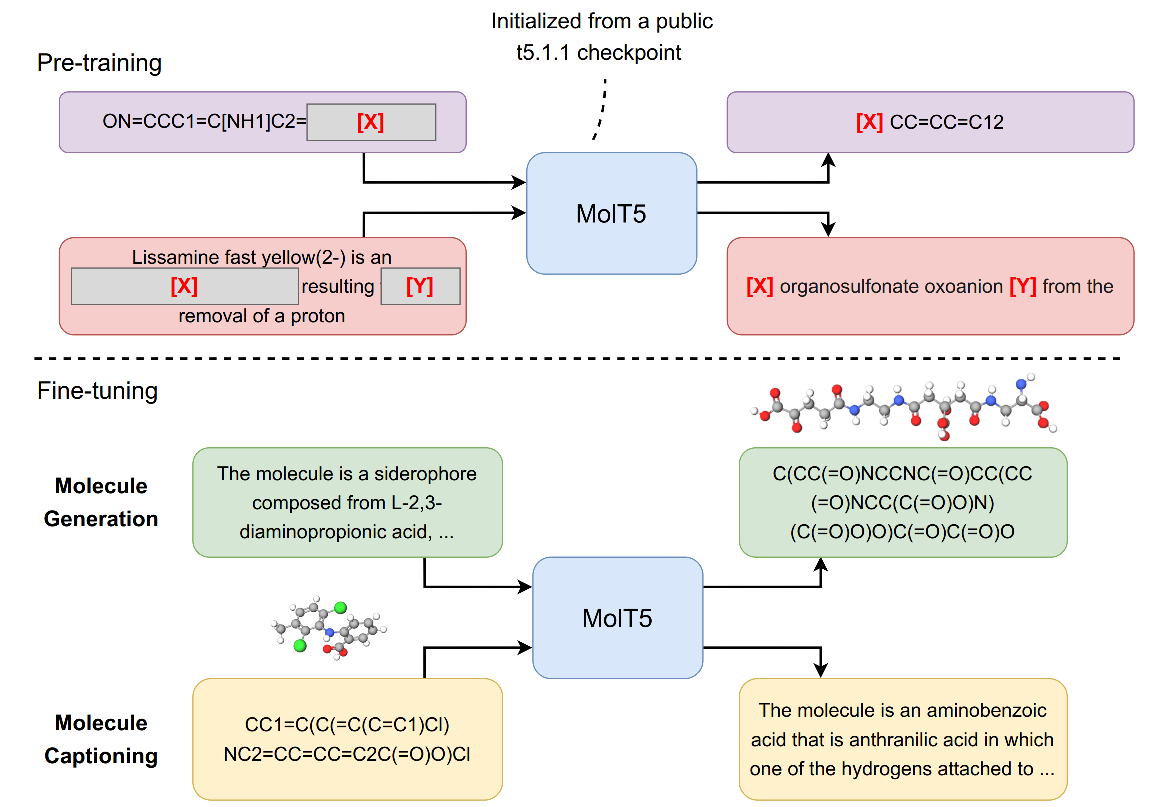 Initialized from a public
t5.1.1 checkpoint
Pre-training
ON=CCC1=C[NH1]C2= [X]
[X] CC=CC=C12
MolT5
Lissamine fast yellow(2-) is an
[X] resulting [Y]
removal of a proton
[X] organosulfonate oxoanion [Y] from the
Fine-tuning
Molecule
Generation
The molecule is a siderophore
composed from L-2,3-
diaminopropionic acid, ...
C(CC(=O)NCCNC(=O)CC(CC
(=O)NCC(C(=O)O)N)
(C(=O)O)O)C(=O)C(=O)O
MolT5
Molecule
Captioning
CC1=C(C(=C(C=C1)Cl)
NC2=CC=CC=C2C(=O)O)Cl
The molecule is an aminobenzoic
acid that is anthranilic acid in which
one of the hydrogens attached to ...